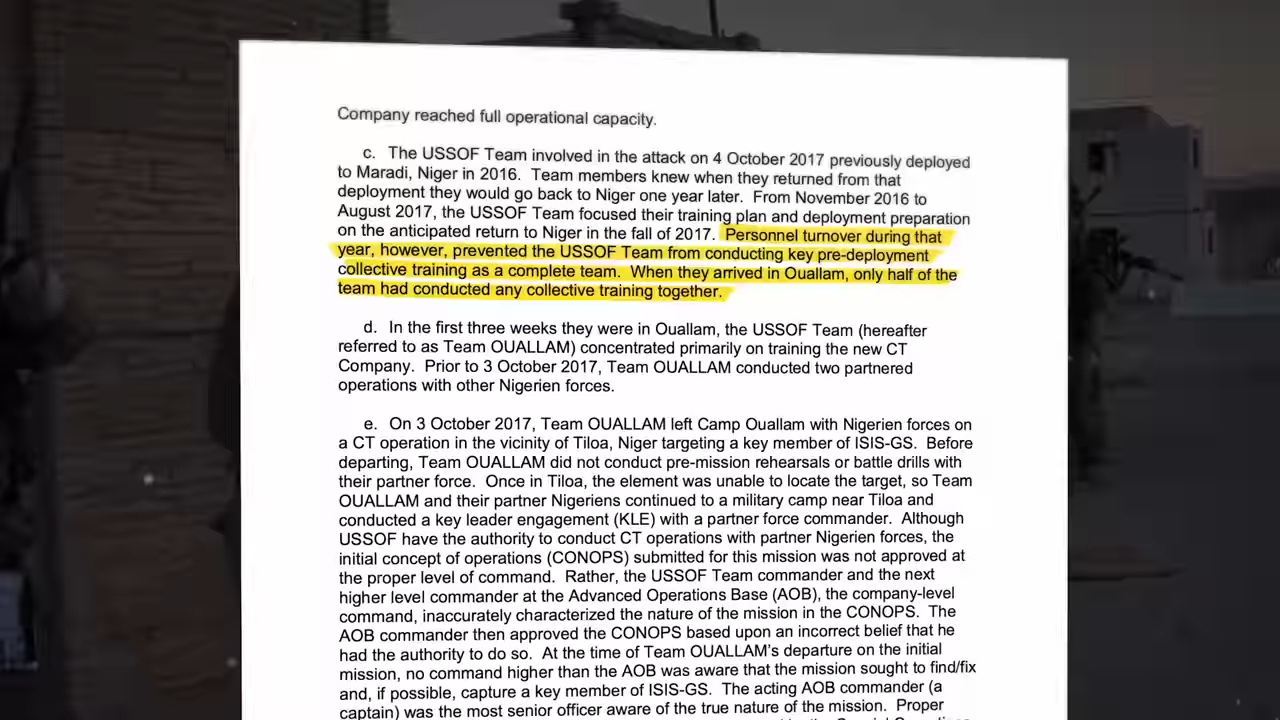 Company reached full operational capacity.
c. The USSOF Team involved in the attack on 4 October 2017 previously deployed
to Maradi, Niger in 2016. Team members knew when they returned from that
deployment they would go back to Niger one year later. From November 2016 to
August 2017, the USSOF Team focused their training plan and deployment preparation
on the anticipated return to Niger in the fall of 2017. Personnel turnover during that
year, however, prevented the USSOF Team from conducting key pre-deployment
collective training as a complete team. When they arrived in Ouallam, only half of the
team had conducted any collective training together.
d. In the first three weeks they were in Ouallam, the USSOF Team (hereafter
referred to as Team OUALLAM) concentrated primarily on training the new CT
Company. Prior to 3 October 2017, Team OUALLAM conducted two partnered
operations with other Nigerien forces.
e. On 3 October 2017, Team OUALLAM left Camp Ouallam with Nigerien forces on
a CT operation in the vicinity of Tiloa, Niger targeting a key member of ISIS-GS. Before
departing, Team OUALLAM did not conduct pre-mission rehearsals or battle drills with
their partner force. Once in Tiloa, the element was unable to locate the target, so Team
OUALLAM and their partner Nigeriens continued to a military camp near Tiloa and
conducted a key leader engagement (KLE) with a partner force commander. Although
USSOF have the authority to conduct CT operations with partner Nigerien forces, the
initial concept of operations (CONOPS) submitted for this mission was not approved at
the proper level of command. Rather, the USSOF Team commander and the next
higher level commander at the Advanced Operations Base (AOB), the company-level
command, inaccurately characterized the nature of the mission in the CONOPS. The
AOB commander then approved the CONOPS based upon an incorrect belief that he
had the authority to do so. At the time of Team OUALLAM's departure on the initial
mission, no command higher than the AOB was aware that the mission sought to find/fix
and, if possible, capture a key member of ISIS-GS. The acting AOB commander (a
captain) was the most senior officer aware of the true nature of the mission. Proper